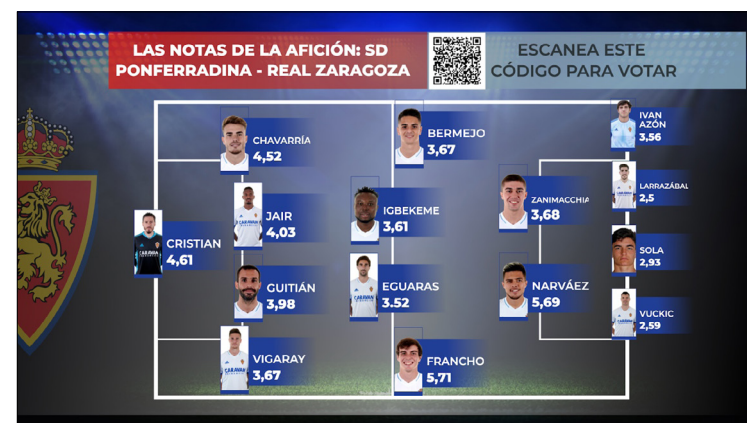 LAS NOTAS DE LA AFICIÓN: SD
PONFERRADINA - REAL ZARAGOZA
ESCANEA ESTE
CÓDIGO PARA VOTAR
CHAVARRÍA
4,52
BERMEJO
3,67
IVAN
AZÓN
3,56
JAIR
4,03
IGBEKEME
3,61
ZANIMACCHIA
3,68
LARRAZÁBAL
2,5
CRISTIAN
4,61
GUITIÁN
3,98
EGUARAS
3.52
NARVÁEZ
5,69
SOLA
2,93
VIGARAY
3,67
FRANCHO
5,71
VUCKIC
2,59